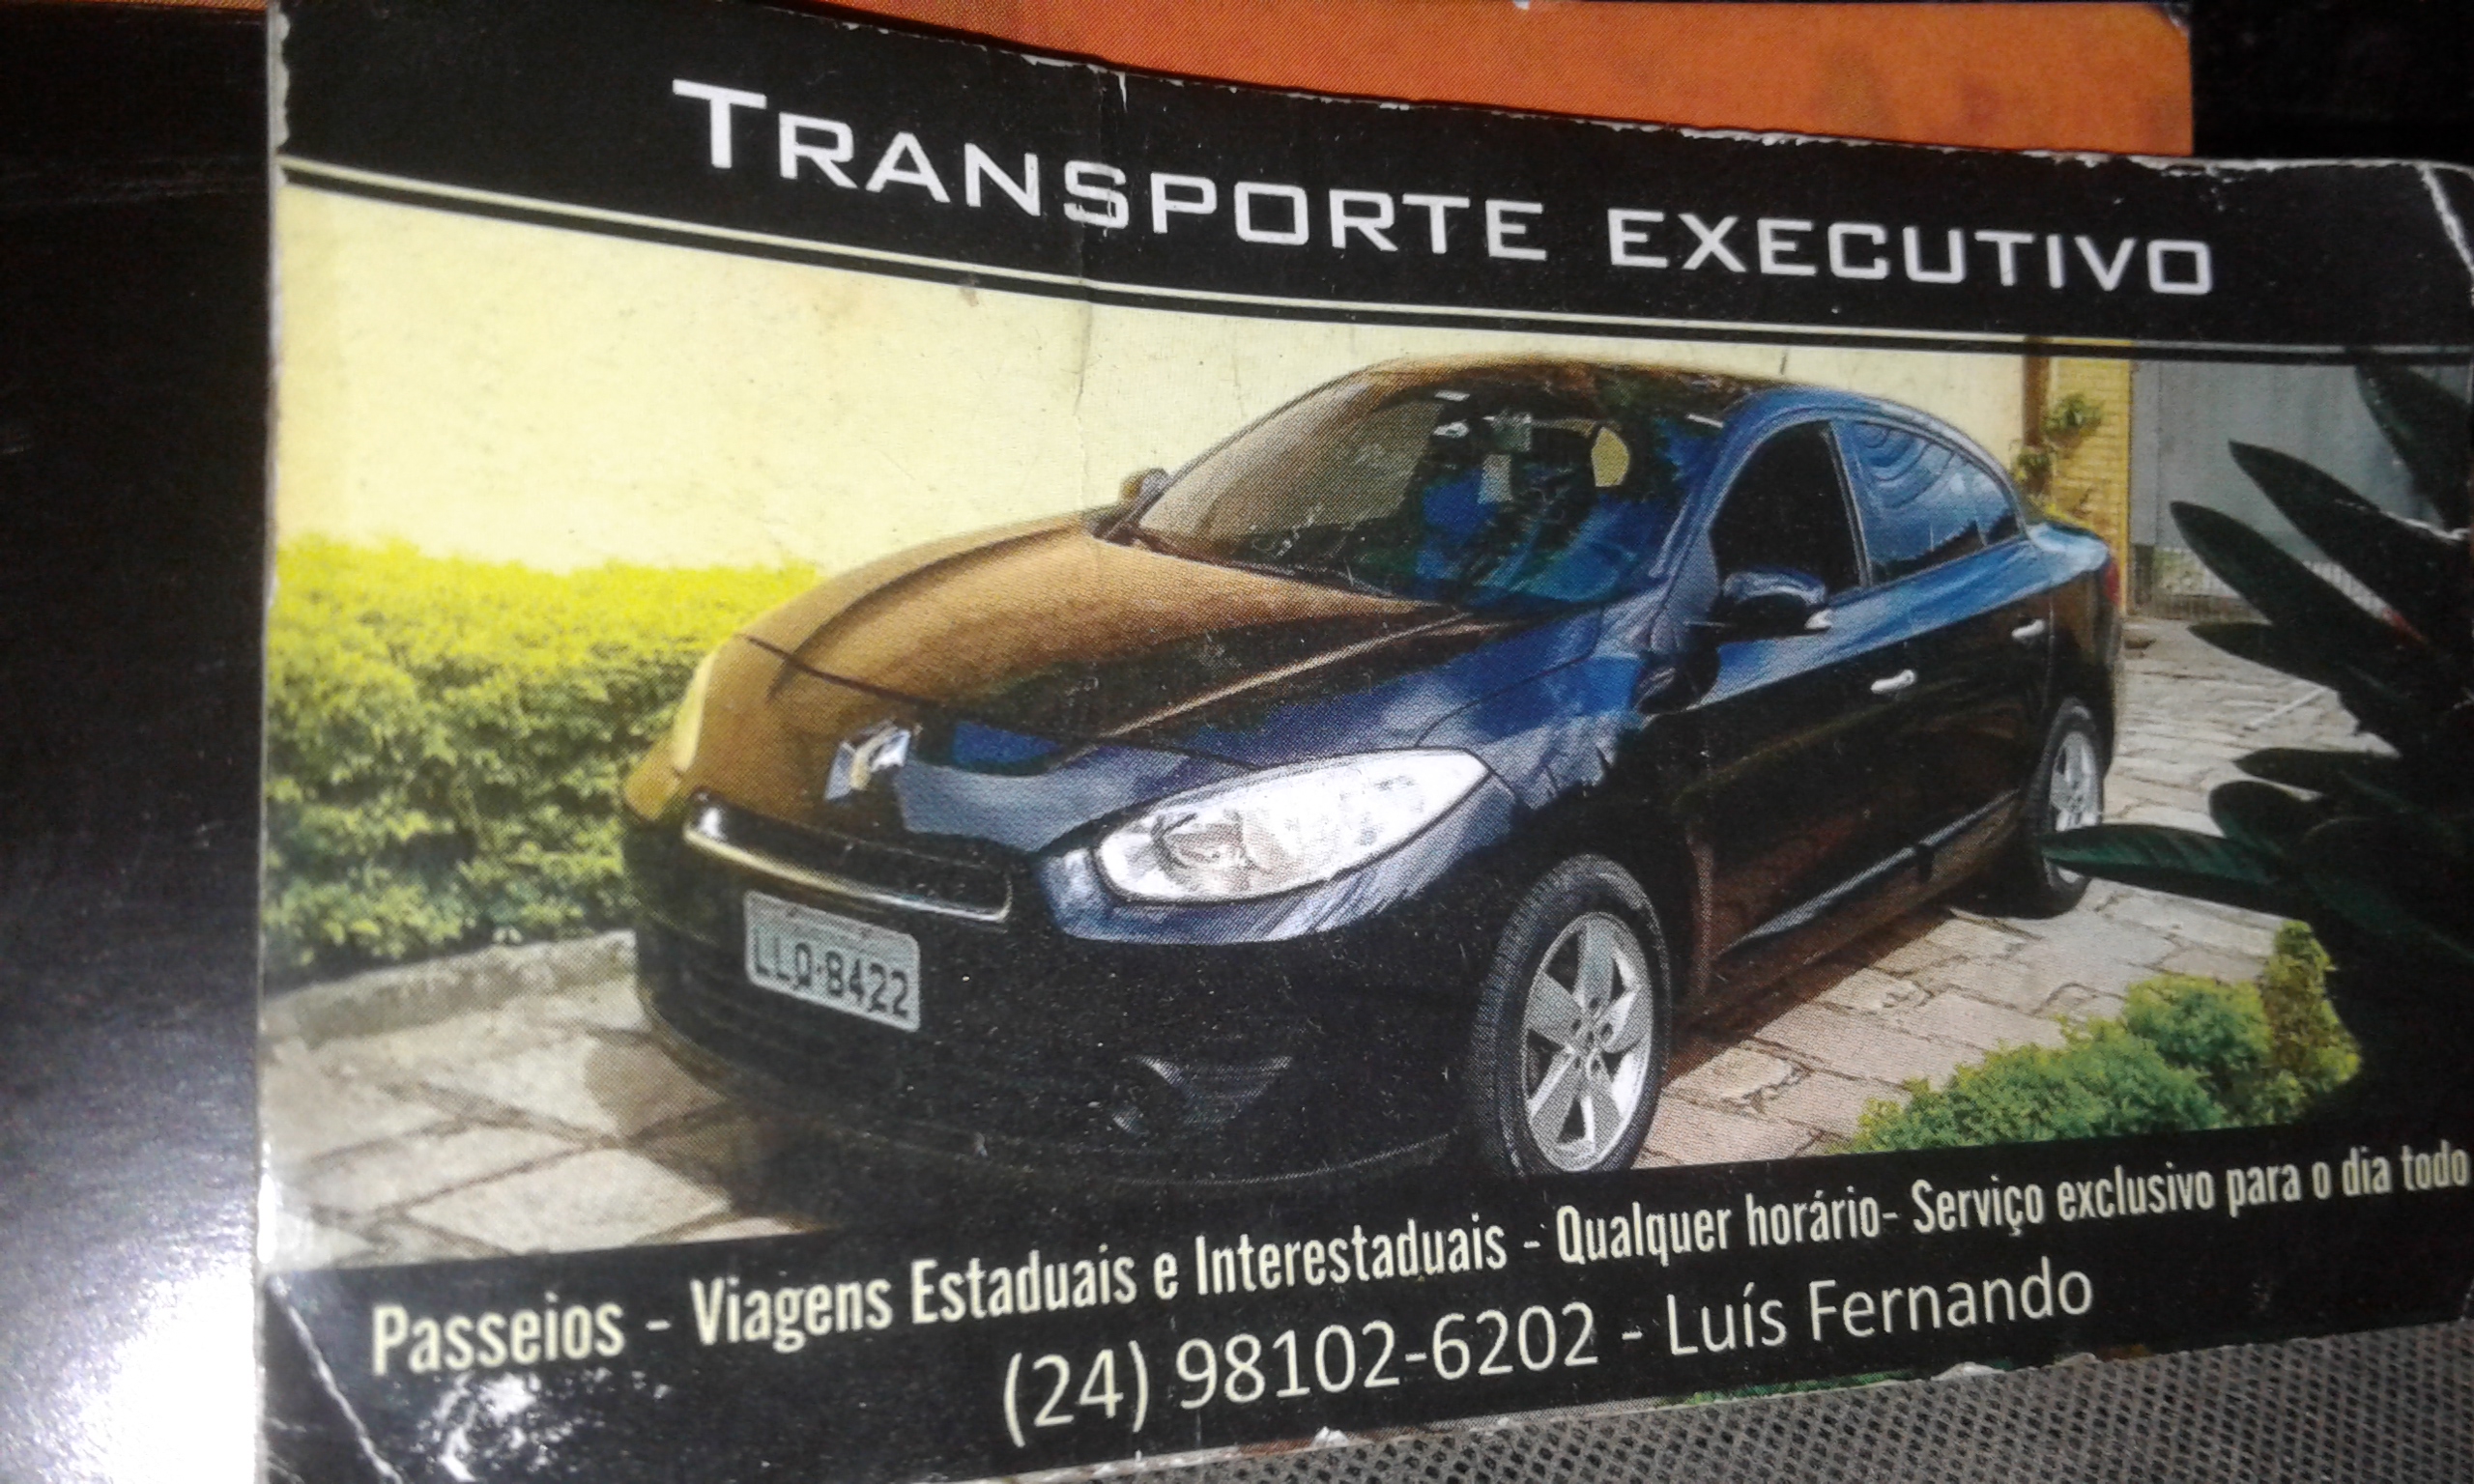 TRANSPORTE EXECUTIVO
LLQ·8422
Passeios - Viagens Estaduais e Interestaduais - Qualquer horário- Serviço exclusivo para o dia todo
(24) 98102-6202 - Luís Fernando